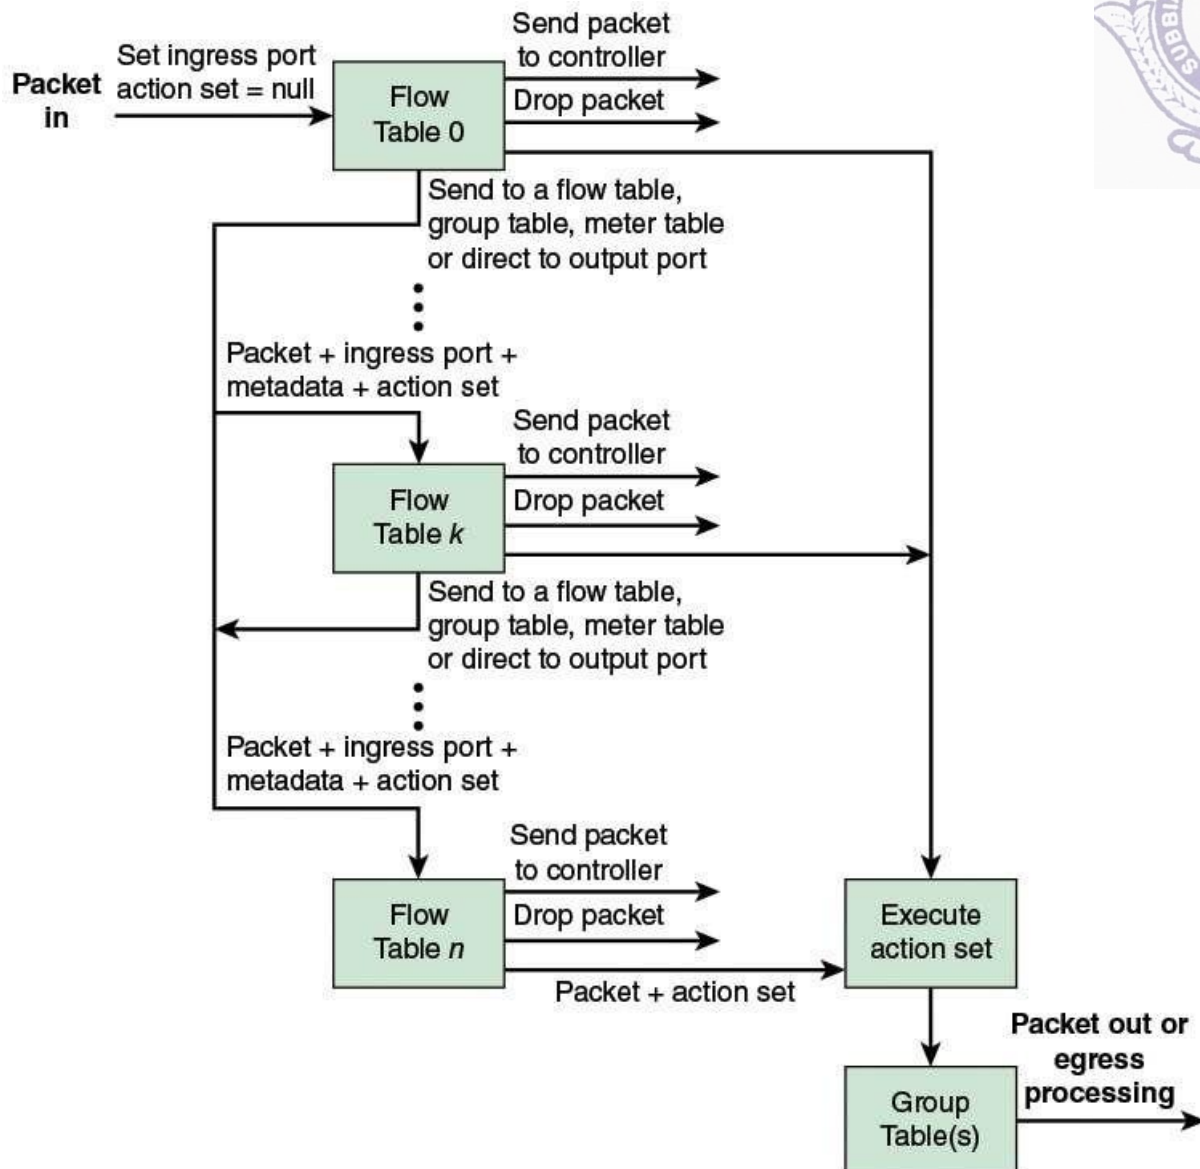 Send packet
to controller
Set ingress port
action set = null
Packet
in
Flow
Table 0
Drop packet
Send to a flow table,
group table, meter table
or direct to output port
Packet + ingress port +
metadata + action set
Send packet
to controller
Flow
Table k
Drop packet
Send to a flow table,
group table, meter table
or direct to output port
Packet + ingress port +
metadata + action set
Send packet
to controller
Flow
Table n
Drop packet
Packet + action set
Execute
action set
Packet out or
egress
processing
Group
Table(s)
SUBBI